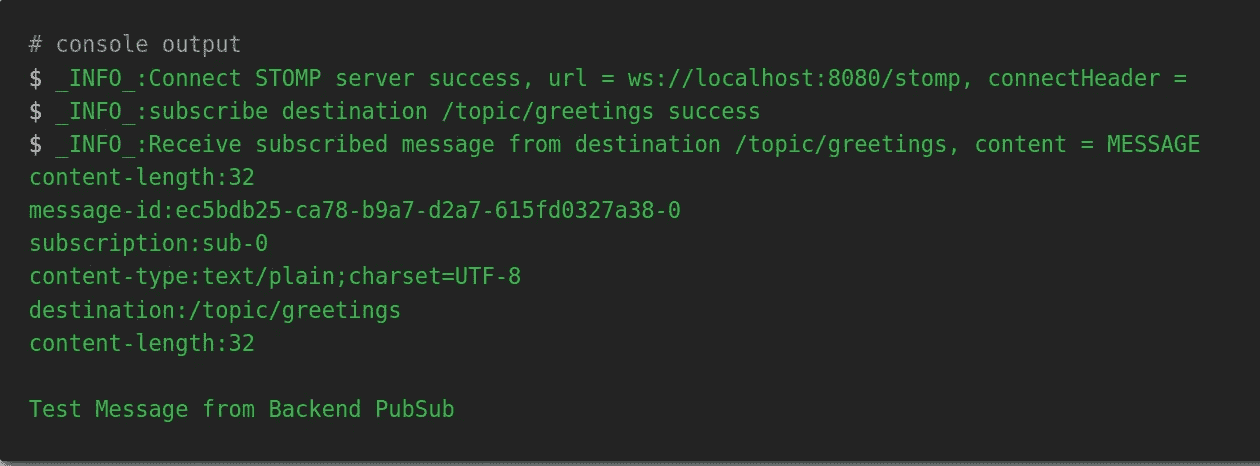 # console output
$ _INFO_:Connect STOMP server success, url = ws://localhost:8080/stomp, connectHeader =
$ _INFO_:subscribe destination /topic/greetings success
$ _INFO_:Receive subscribed message from destination /topic/greetings, content = MESSAGE
content-length:32
message-id:ec5bdb25-ca78-b9a7-d2a7-615fd0327a38-0
subscription:sub-0
content-type:text/plain;charset=UTF-8
destination:/topic/greetings
content-length:32
Test Message from Backend PubSub